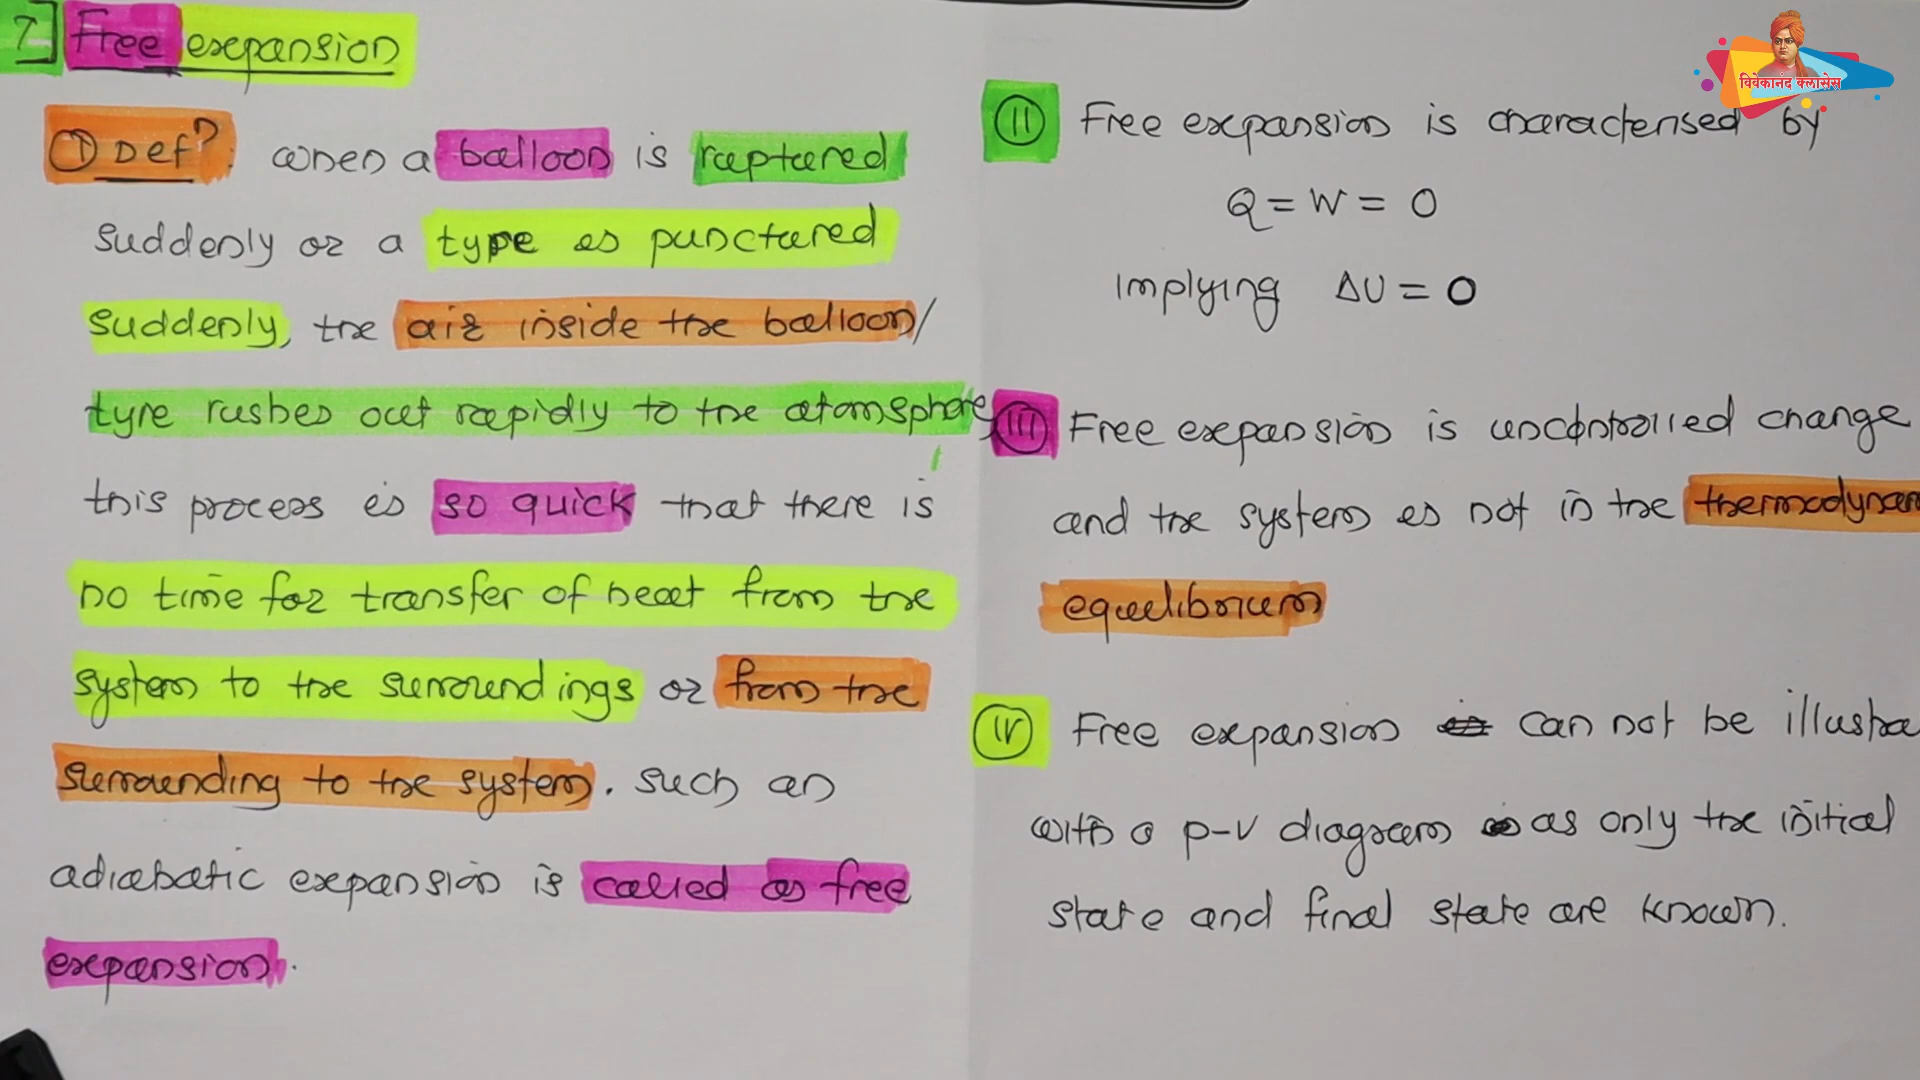 7] Free expansion
① Defⁿ: When a balloon is ruptured
suddenly or a type is punctured
suddenly, the air inside the balloon/
tyre rushes out rapidly to the atomsphere,
this process is so quick that there is
no time for transfer of heat from the
system to the surroundings or from the
surrounding to the system. such an
adiabatic expansion is called as free
expansion.
विवेकानंद क्लासेस
II Free expansion is characterised by
Q = W = 0
Implying ΔU = 0
III Free expansion is uncontrolled change
and the system is not in the thermodynam
equilibrium
IV Free expansion can not be illustra
with a p-v diagram as only the initial
state and final state are known.